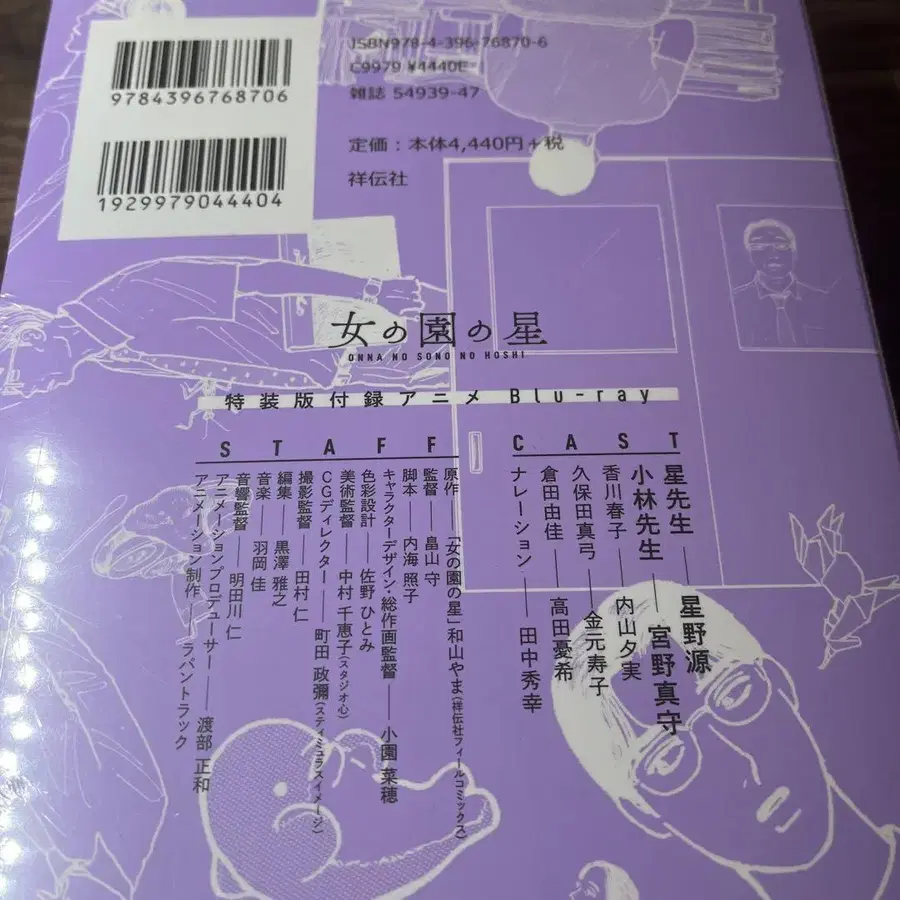 9784396768706
1929979044404
ISBN978-4-396-76870-6
C9979 ¥4440E
雑誌 54939-47
定価：本体4,440円＋税
祥伝社
女の園の星
ONNA NO SONO NO HOSHI
特装版付録アニメ Blu-ray
CAST
星先生――星野源
小林先生――宮野真守
香川春子――内山夕実
久保田真弓――金元寿子
倉田由佳――高田憂希
ナレーション――田中秀幸
STAFF
原作――「女の園の星」和山やま(祥伝社フィールコミックス)
監督――畠山 守
脚本――内海 照子
キャラクターデザイン・総作画監督――小園 菜穂
色彩設計――佐野 ひとみ
美術監督――中村 千恵子(スタジオ心)
CGディレクター――町田 政彌(スティミュラスイメージ)
撮影監督――田村 仁
編集――黒澤 雅之
音楽――羽岡 佳
音響監督――明田川 仁
アニメーションプロデューサー――渡部 正和
アニメーション制作――ラパントラック